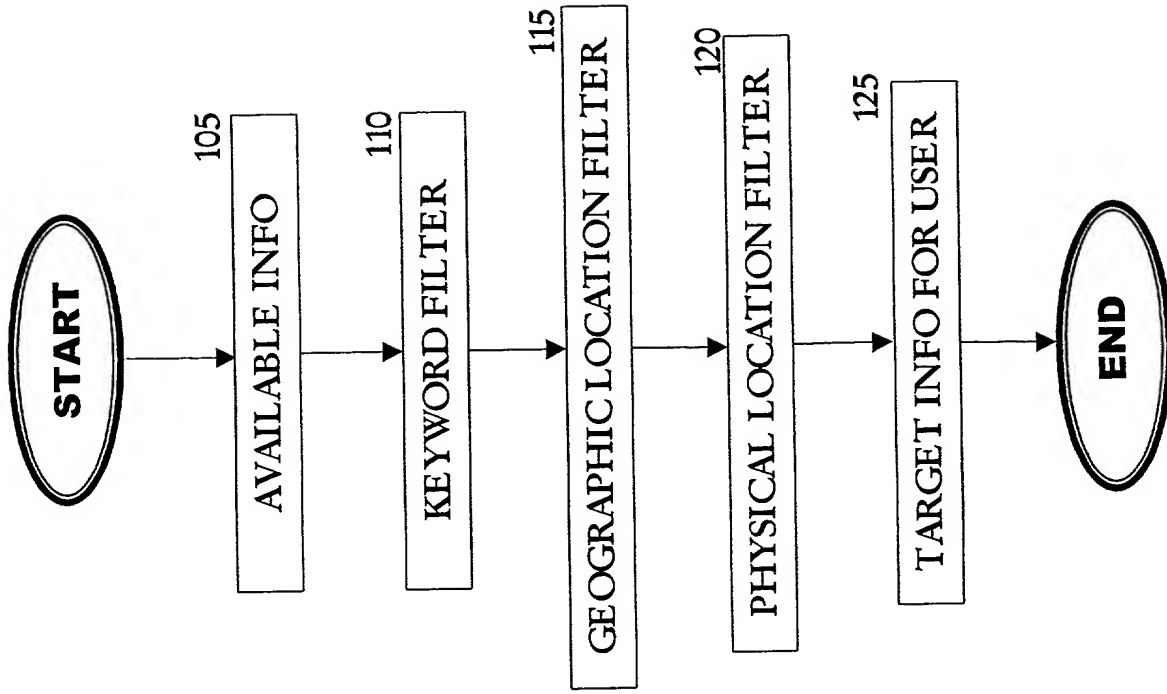 START
105
AVAILABLE INFO
110
KEYWORD FILTER
115
GEOGRAPHIC LOCATION FILTER
120
PHYSICAL LOCATION FILTER
125
TARGET INFO FOR USER
END